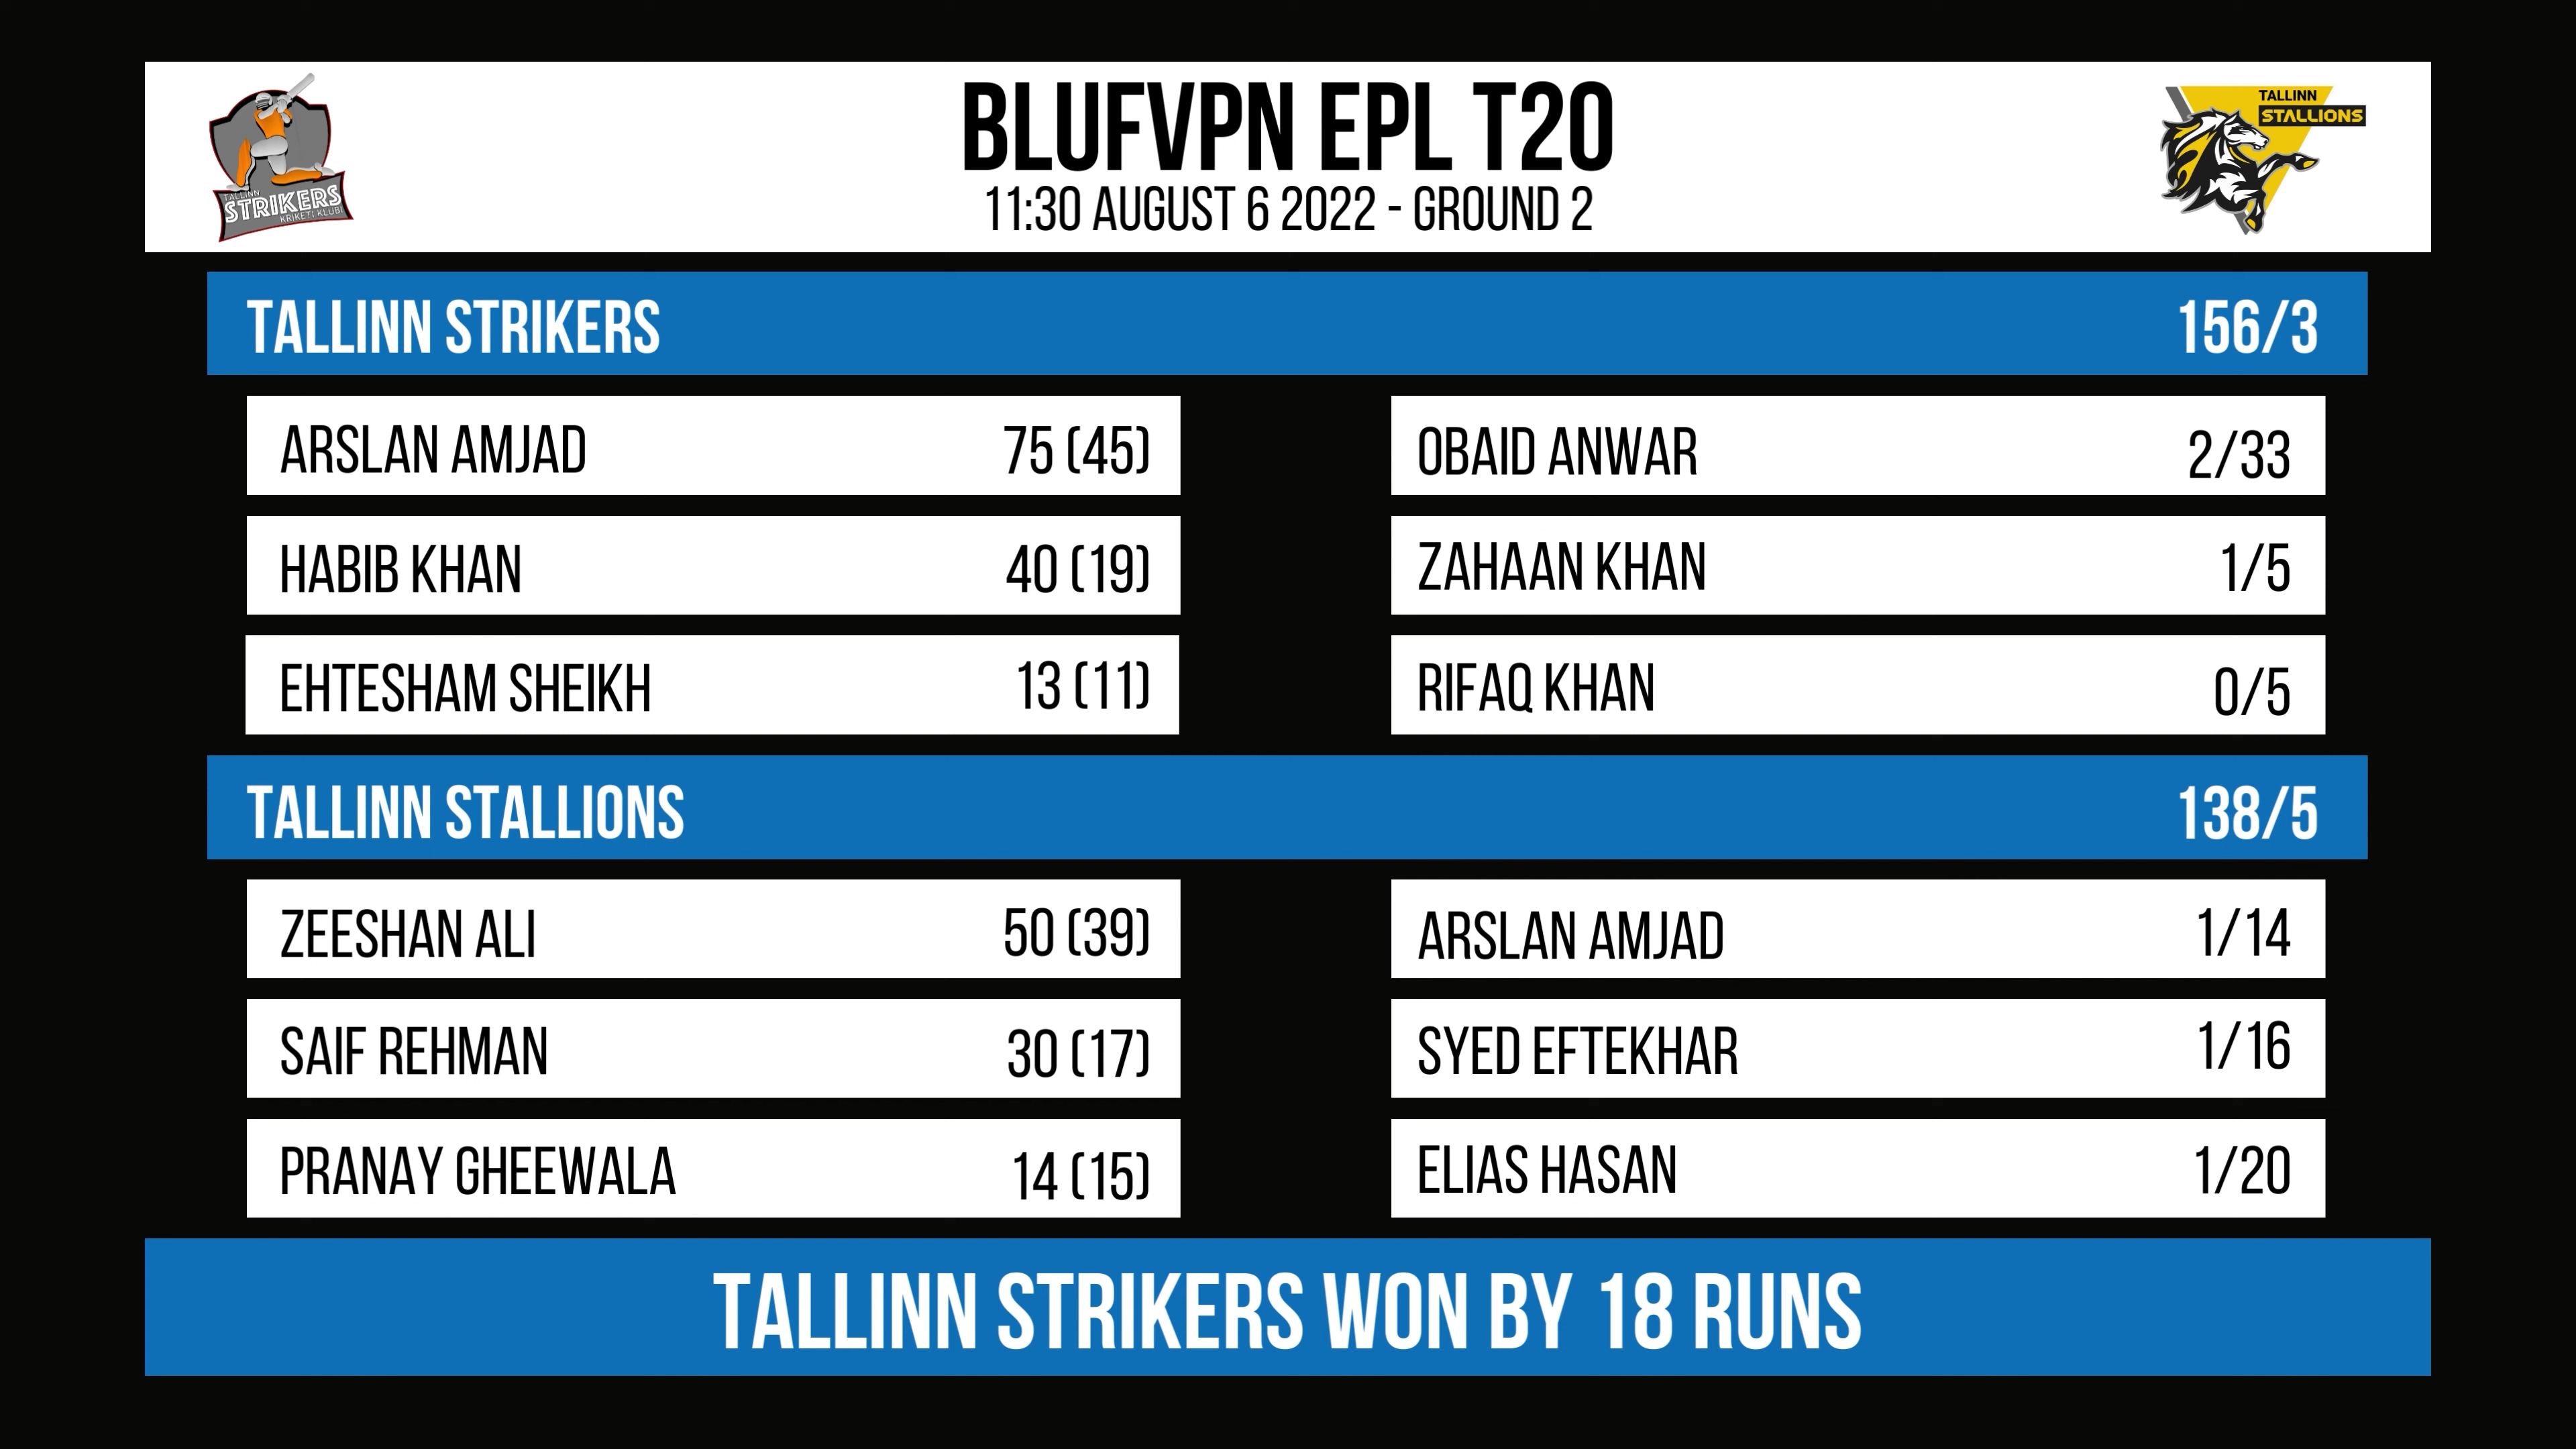 TALLINN
STRIKERS
KRIKETI KLUBI
BLUFVPN EPL T20
11:30 AUGUST 6 2022 - GROUND 2
TALLINN
STALLIONS
TALLINN STRIKERS 156/3
ARSLAN AMJAD 75 (45) OBAID ANWAR 2/33
HABIB KHAN 40 (19) ZAHAAN KHAN 1/5
EHTESHAM SHEIKH 13 (11) RIFAQ KHAN 0/5
TALLINN STALLIONS 138/5
ZEESHAN ALI 50 (39) ARSLAN AMJAD 1/14
SAIF REHMAN 30 (17) SYED EFTEKHAR 1/16
PRANAY GHEEWALA 14 (15) ELIAS HASAN 1/20
TALLINN STRIKERS WON BY 18 RUNS